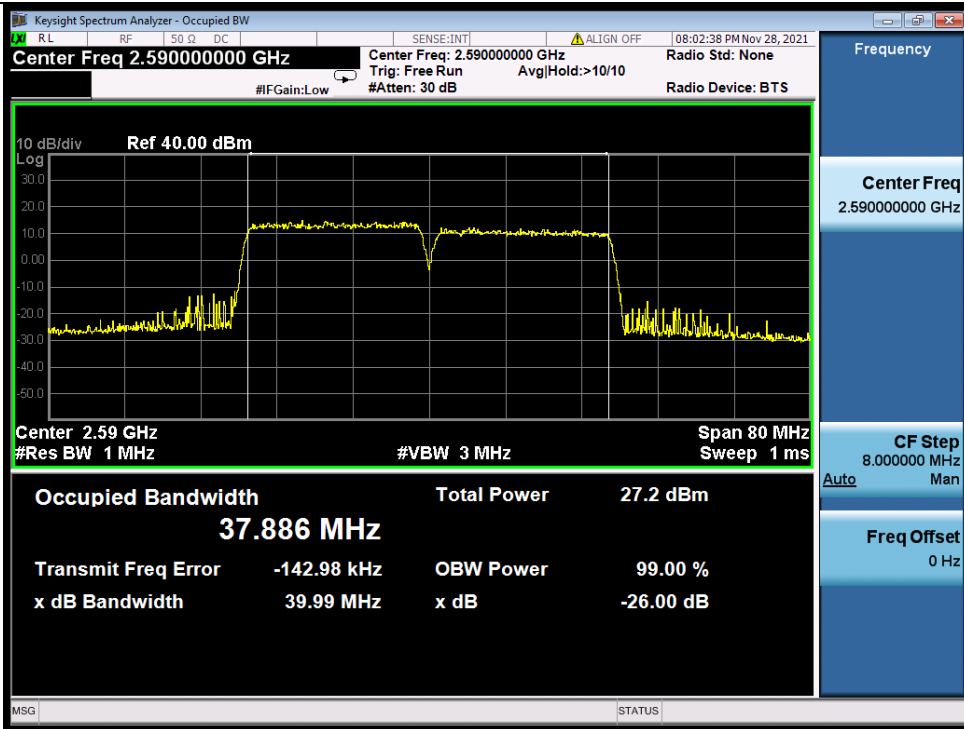 Keysight Spectrum Analyzer - Occupied BW
LXI RL RF 50 Ω DC SENSE:INT ALIGN OFF 08:02:38 PM Nov 28, 2021
Center Freq 2.590000000 GHz
Center Freq: 2.590000000 GHz Radio Std: None
Trig: Free Run Avg|Hold:>10/10
#IFGain:Low #Atten: 30 dB Radio Device: BTS
10 dB/div Ref 40.00 dBm
Log
30.0
20.0
10.0
0.00
-10.0
-20.0
-30.0
-40.0
-50.0
Center 2.59 GHz Span 80 MHz
#Res BW 1 MHz #VBW 3 MHz Sweep 1 ms
Occupied Bandwidth Total Power 27.2 dBm
37.886 MHz
Transmit Freq Error -142.98 kHz OBW Power 99.00 %
x dB Bandwidth 39.99 MHz x dB -26.00 dB
MSG STATUS
Frequency
Center Freq
2.590000000 GHz
CF Step
8.000000 MHz
Auto Man
Freq Offset
0 Hz